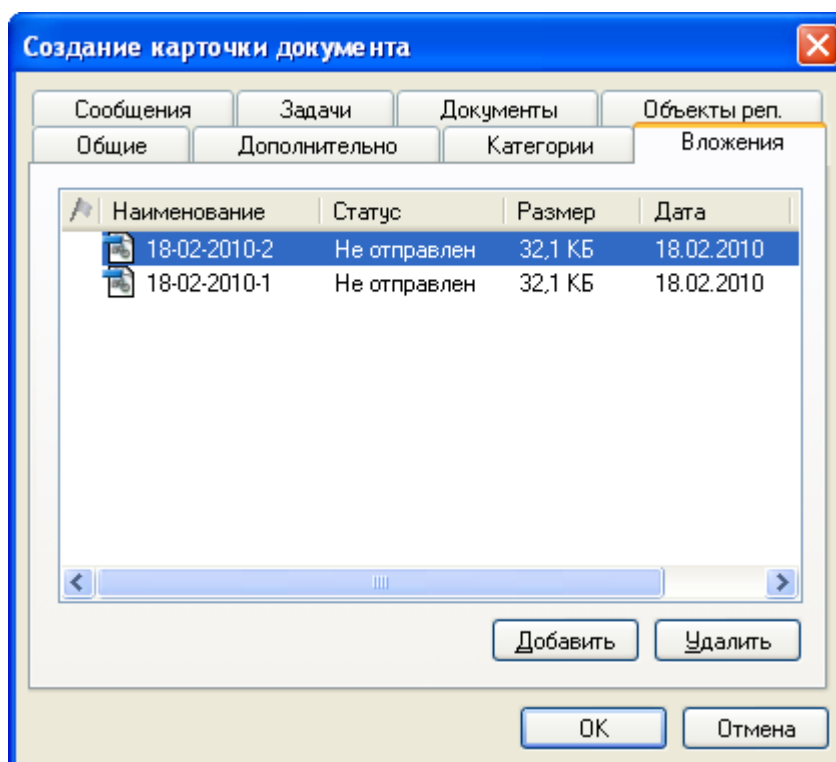 Создание карточки документа
Сообщения Задачи Документы Объекты реп.
Общие Дополнительно Категории Вложения
Наименование Статус Размер Дата
18-02-2010-2 Не отправлен 32,1 КБ 18.02.2010
18-02-2010-1 Не отправлен 32,1 КБ 18.02.2010
Добавить Удалить
OK Отмена